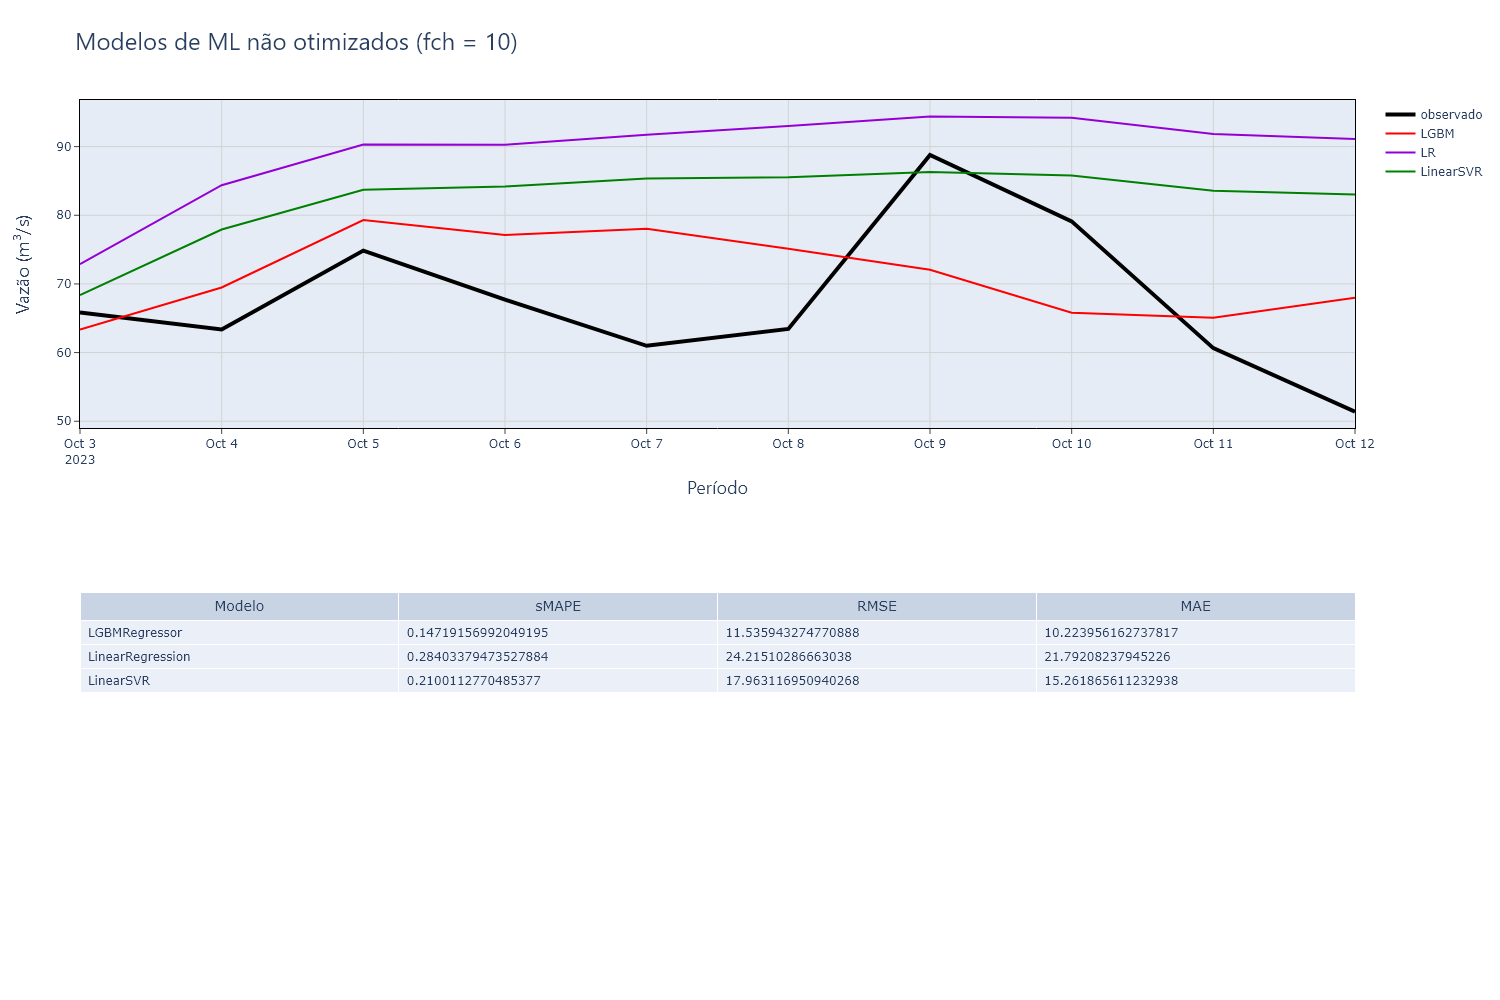 Modelos de ML não otimizados (fch = 10)
observado
LGBM
LR
LinearSVR
Vazão (m³/s)
90
80
70
60
50
Oct 3 Oct 4 Oct 5 Oct 6 Oct 7 Oct 8 Oct 9 Oct 10 Oct 11 Oct 12
2023
Período
Modelo sMAPE RMSE MAE
LGBMRegressor 0.14719156992049195 11.535943274770888 10.223956162737817
LinearRegression 0.28403379473527884 24.21510286663038 21.79208237945226
LinearSVR 0.2100112770485377 17.963116950940268 15.261865611232938